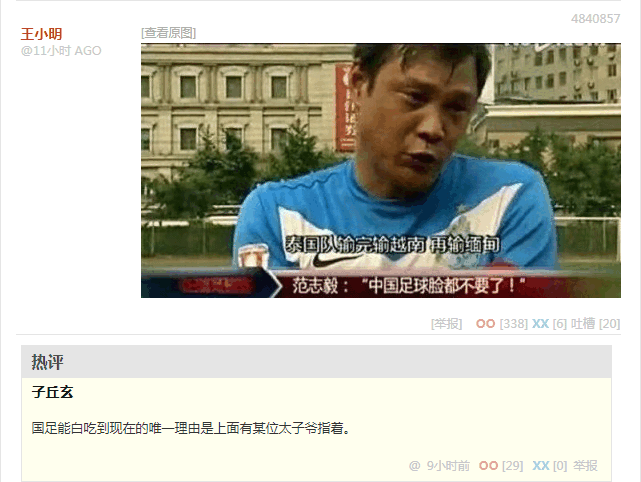 4840857
王小明
[查看原图]
@11小时 AGO
泰国队输完输越南 再输缅甸
范志毅：“中国足球脸都不要了！”
[举报] OO [338] XX [6] 吐槽 [20]
热评
子丘玄
国足能白吃到现在的唯一理由是上面有某位太子爷指着。
@ 9小时前 OO [29] XX [0] 举报